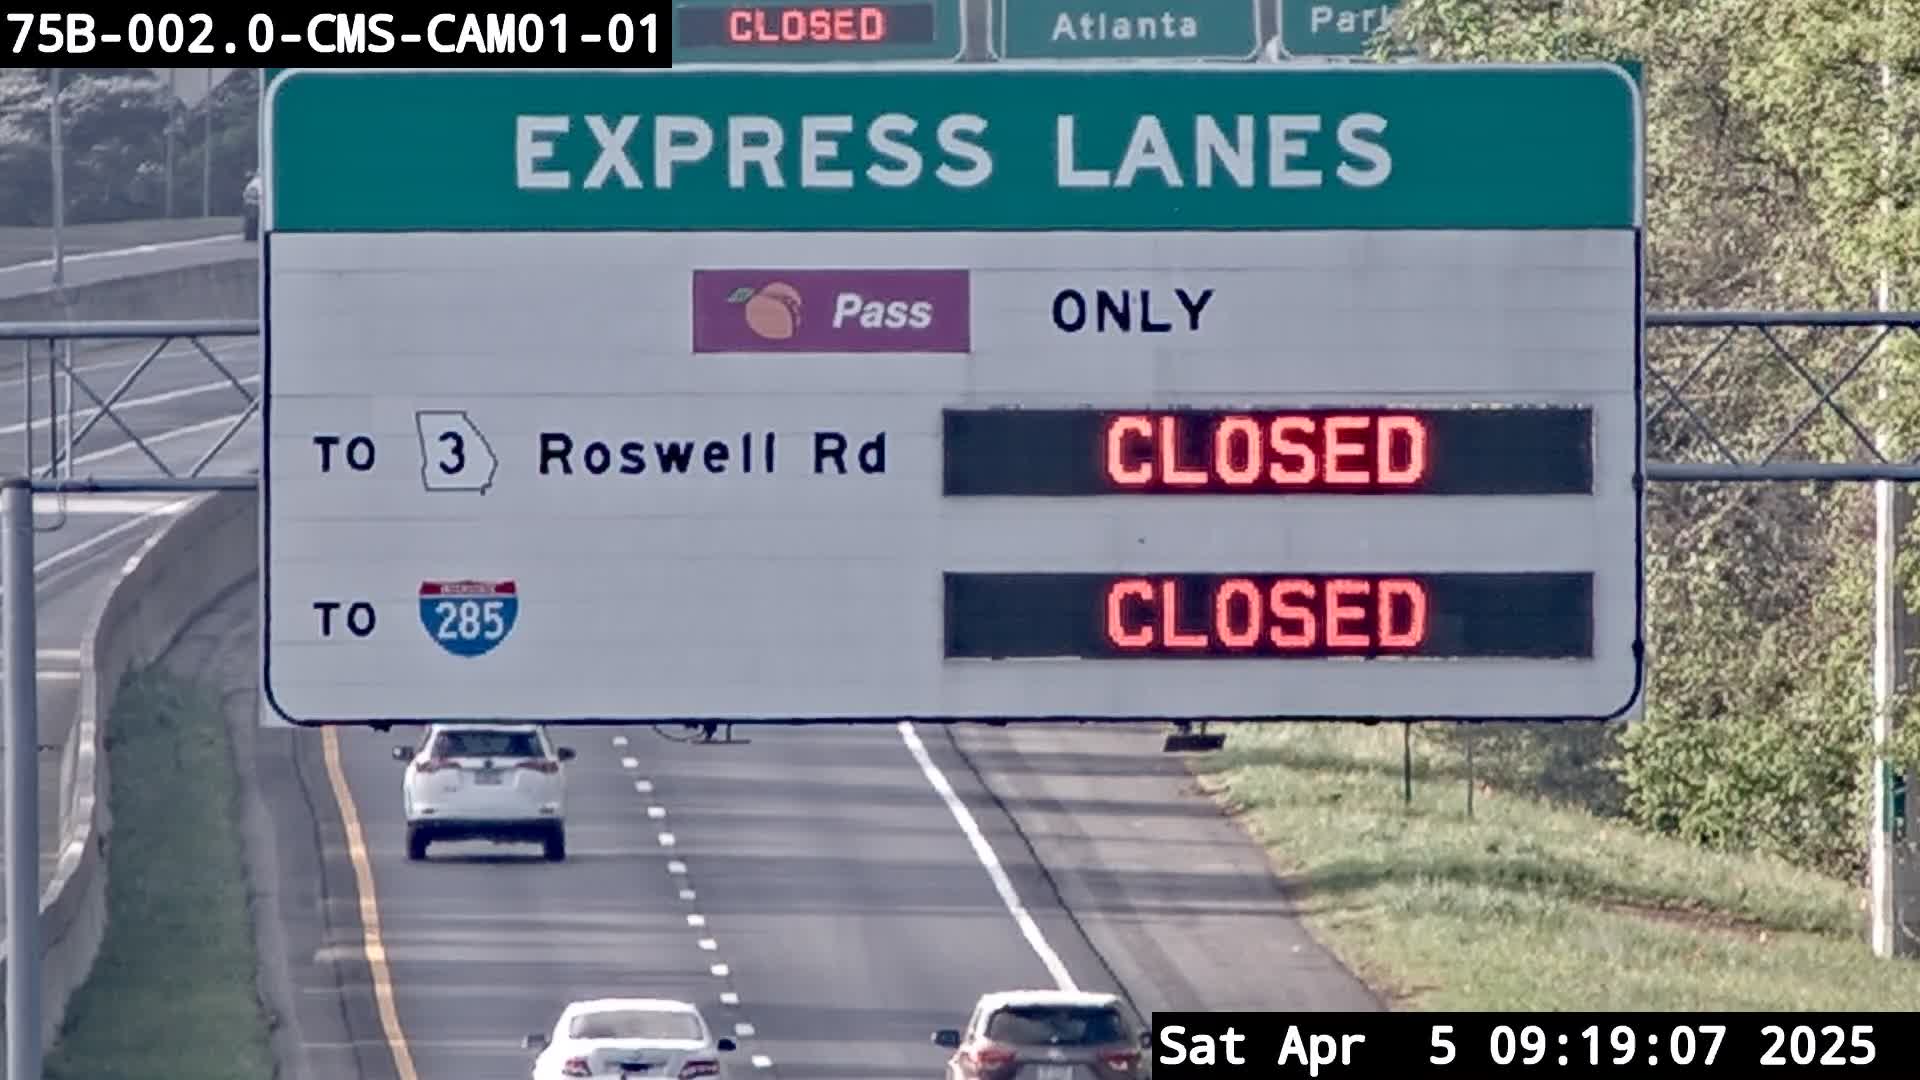 75B-002.0-CMS-CAM01-01
CLOSED
Atlanta
Park
EXPRESS LANES
Pass ONLY
TO 3 Roswell Rd CLOSED
TO 285 CLOSED
Sat Apr 5 09:19:07 2025